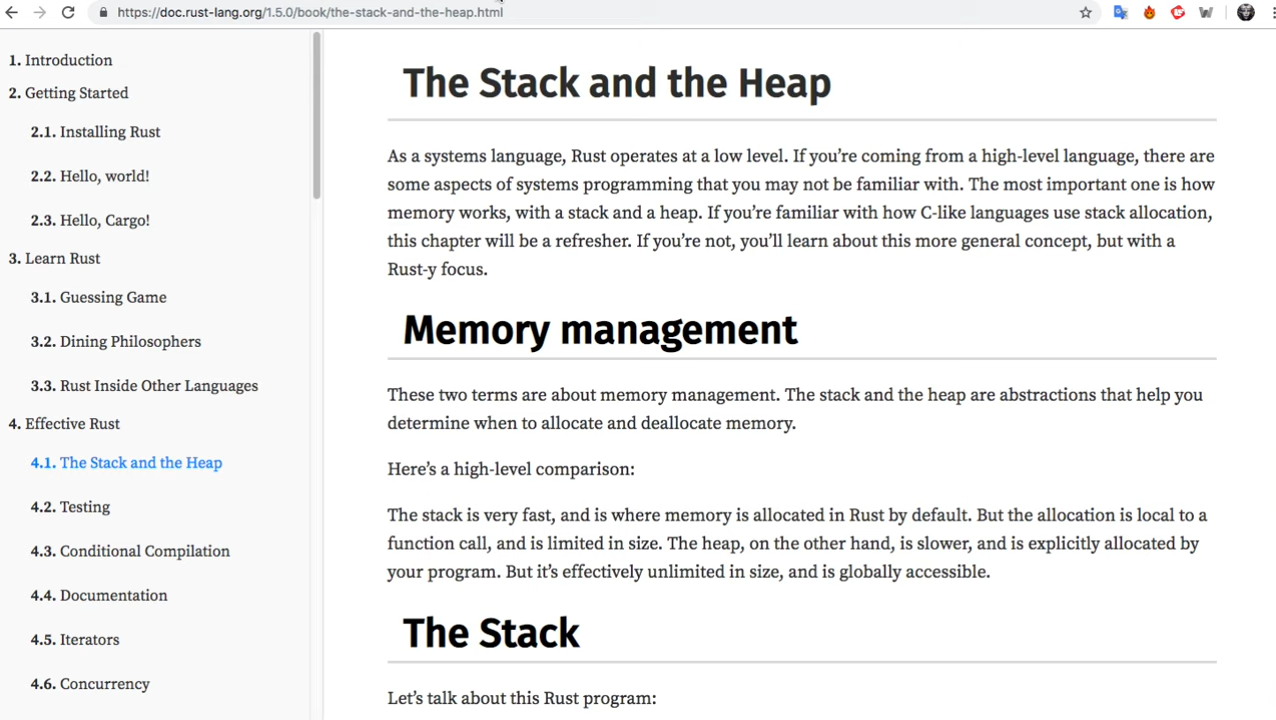 https://doc.rust-lang.org/1.5.0/book/the-stack-and-the-heap.html
1. Introduction
2. Getting Started
2.1. Installing Rust
2.2. Hello, world!
2.3. Hello, Cargo!
3. Learn Rust
3.1. Guessing Game
3.2. Dining Philosophers
3.3. Rust Inside Other Languages
4. Effective Rust
4.1. The Stack and the Heap
4.2. Testing
4.3. Conditional Compilation
4.4. Documentation
4.5. Iterators
4.6. Concurrency
The Stack and the Heap
As a systems language, Rust operates at a low level. If you’re coming from a high-level language, there are
some aspects of systems programming that you may not be familiar with. The most important one is how
memory works, with a stack and a heap. If you’re familiar with how C-like languages use stack allocation,
this chapter will be a refresher. If you’re not, you’ll learn about this more general concept, but with a
Rust-y focus.
Memory management
These two terms are about memory management. The stack and the heap are abstractions that help you
determine when to allocate and deallocate memory.
Here’s a high-level comparison:
The stack is very fast, and is where memory is allocated in Rust by default. But the allocation is local to a
function call, and is limited in size. The heap, on the other hand, is slower, and is explicitly allocated by
your program. But it’s effectively unlimited in size, and is globally accessible.
The Stack
Let’s talk about this Rust program: